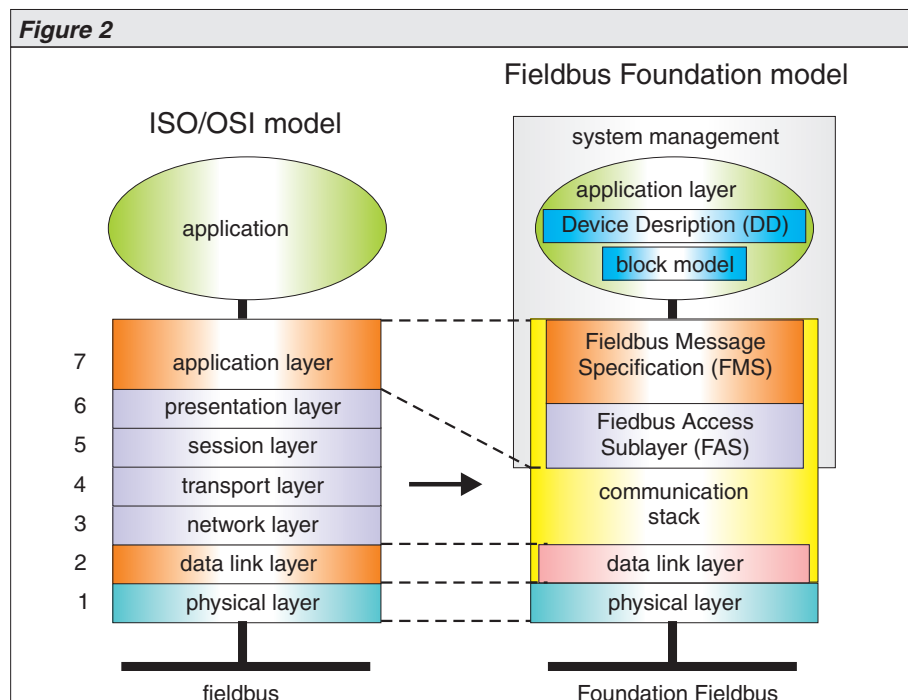 Figure 2
ISO/OSI model
application
7
application layer
6
presentation layer
5
session layer
4
transport layer
3
network layer
2
data link layer
1
physical layer
fieldbus
Fieldbus Foundation model
system management
application layer
Device Desription (DD)
block model
Fieldbus Message
Specification (FMS)
Fiedbus Access
Sublayer (FAS)
communication
stack
data link layer
physical layer
Foundation Fieldbus